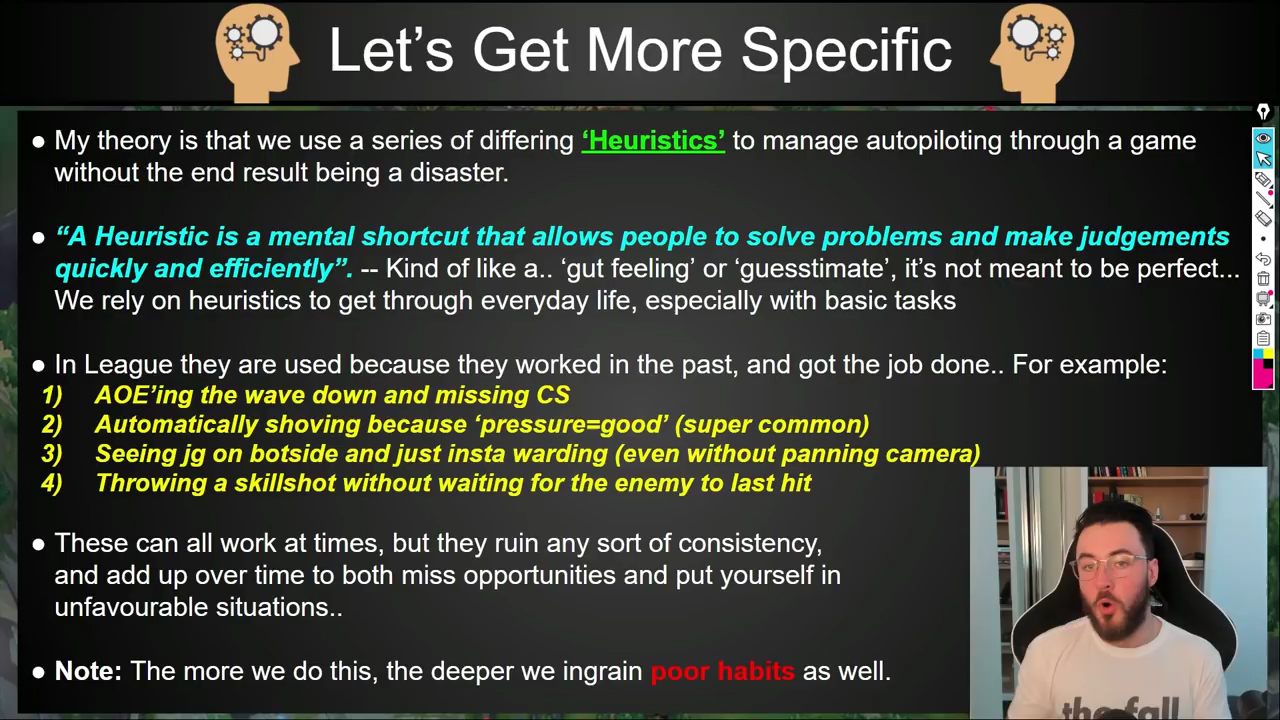 Let's Get More Specific
● My theory is that we use a series of differing ‘Heuristics’ to manage autopiloting through a game
without the end result being a disaster.
● “A Heuristic is a mental shortcut that allows people to solve problems and make judgements
quickly and efficiently”. -- Kind of like a.. ‘gut feeling’ or ‘guesstimate’, it’s not meant to be perfect...
We rely on heuristics to get through everyday life, especially with basic tasks
● In League they are used because they worked in the past, and got the job done.. For example:
1) AOE’ing the wave down and missing CS
2) Automatically shoving because ‘pressure=good’ (super common)
3) Seeing jg on botside and just insta warding (even without panning camera)
4) Throwing a skillshot without waiting for the enemy to last hit
● These can all work at times, but they ruin any sort of consistency,
and add up over time to both miss opportunities and put yourself in
unfavourable situations..
● Note: The more we do this, the deeper we ingrain poor habits as well.
the fall